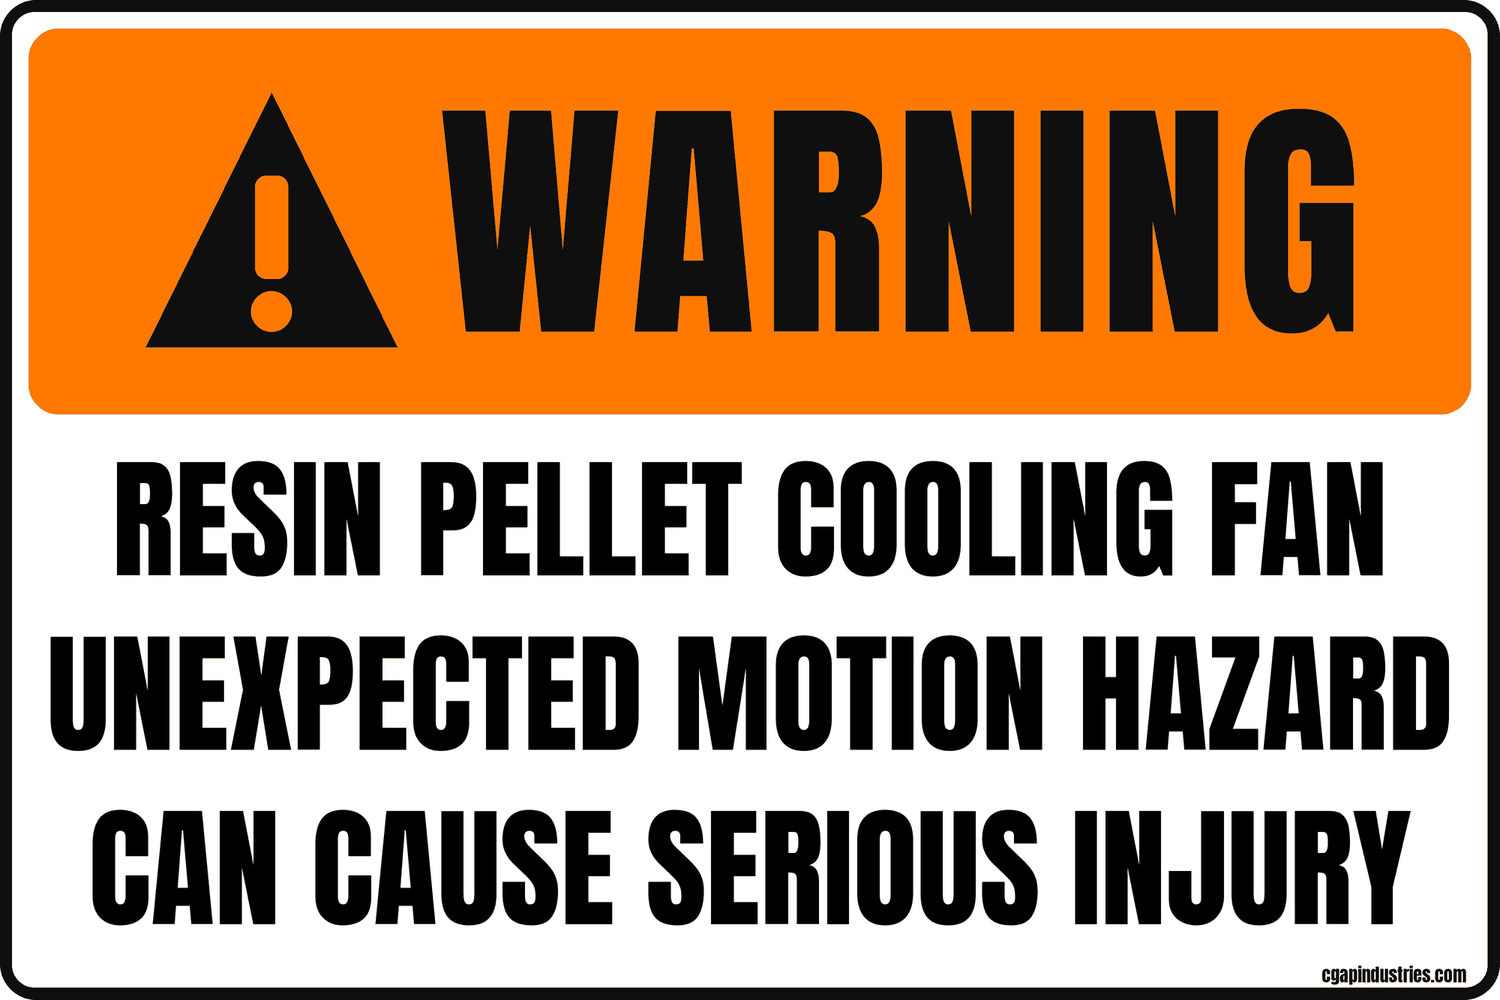 WARNING
RESIN PELLET COOLING FAN
UNEXPECTED MOTION HAZARD
CAN CAUSE SERIOUS INJURY
cgapindustries.com